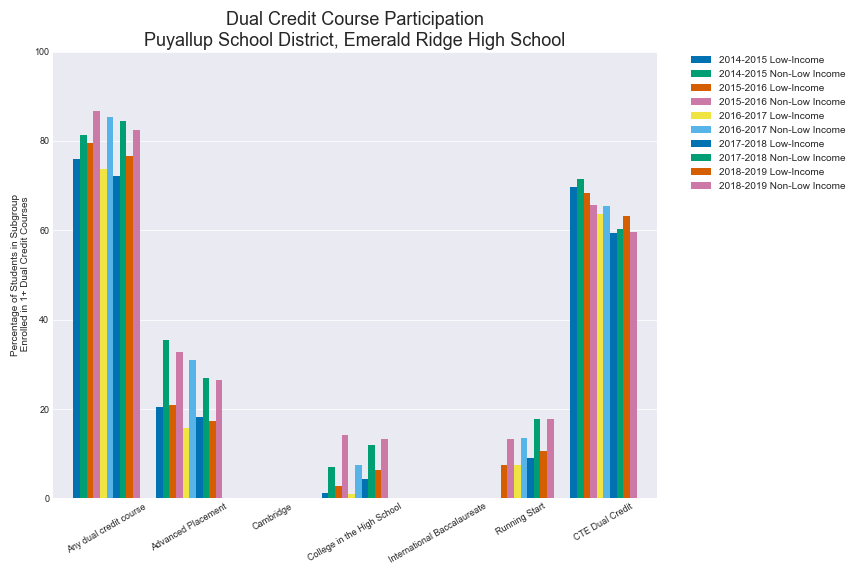 Dual Credit Course Participation
Puyallup School District, Emerald Ridge High School
Percentage of Students in Subgroup
Enrolled in 1+ Dual Credit Courses
100
80
60
40
20
0
Any dual credit course
Advanced Placement
Cambridge
College in the High School
International Baccalaureate
Running Start
CTE Dual Credit
2014-2015 Low-Income
2014-2015 Non-Low Income
2015-2016 Low-Income
2015-2016 Non-Low Income
2016-2017 Low-Income
2016-2017 Non-Low Income
2017-2018 Low-Income
2017-2018 Non-Low Income
2018-2019 Low-Income
2018-2019 Non-Low Income